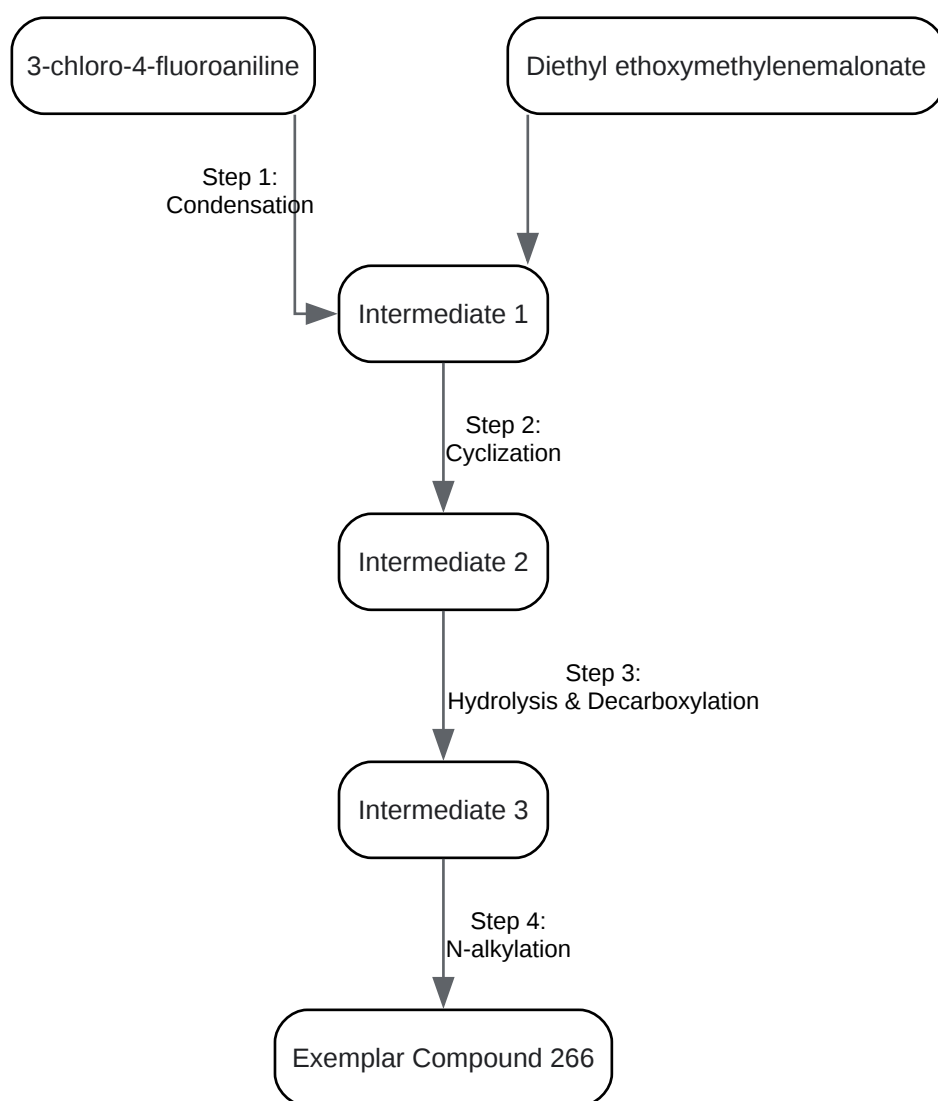 3-chloro-4-fluoroaniline
Diethyl ethoxymethylenemalonate
Step 1:
Condensation
Intermediate 1
Step 2:
Cyclization
Intermediate 2
Step 3:
Hydrolysis & Decarboxylation
Intermediate 3
Step 4:
N-alkylation
Exemplar Compound 266